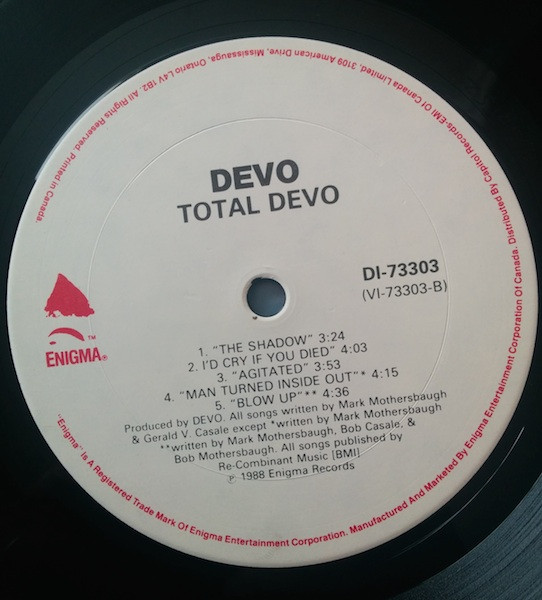 DEVO
TOTAL DEVO
DI-73303
(VI-73303-B)
ENIGMA® ™
1. "THE SHADOW" 3:24
2. I'D CRY IF YOU DIED" 4:03
3. "AGITATED" 3:53
4. "MAN TURNED INSIDE OUT"* 4:15
5. "BLOW UP"** 4:36
Produced by DEVO. All songs written by Mark Mothersbaugh
& Gerald V. Casale except *written by Mark Mothersbaugh
**written by Mark Mothersbaugh, Bob Casale, &
Bob Mothersbaugh. All songs published by
Re-Combinant Music [BMI]
℗ 1988 Enigma Records
"Enigma", is A Registered Trade Mark Of Enigma Entertainment Corporation. Manufactured And Marketed By Enigma Entertainment Corporation Of Canada. Distributed By Capitol Records-EMI Of Canada Limited, 3109 American Drive, Mississauga, Ontario L4V 1B2. All Rights Reserved. Printed in Canada.